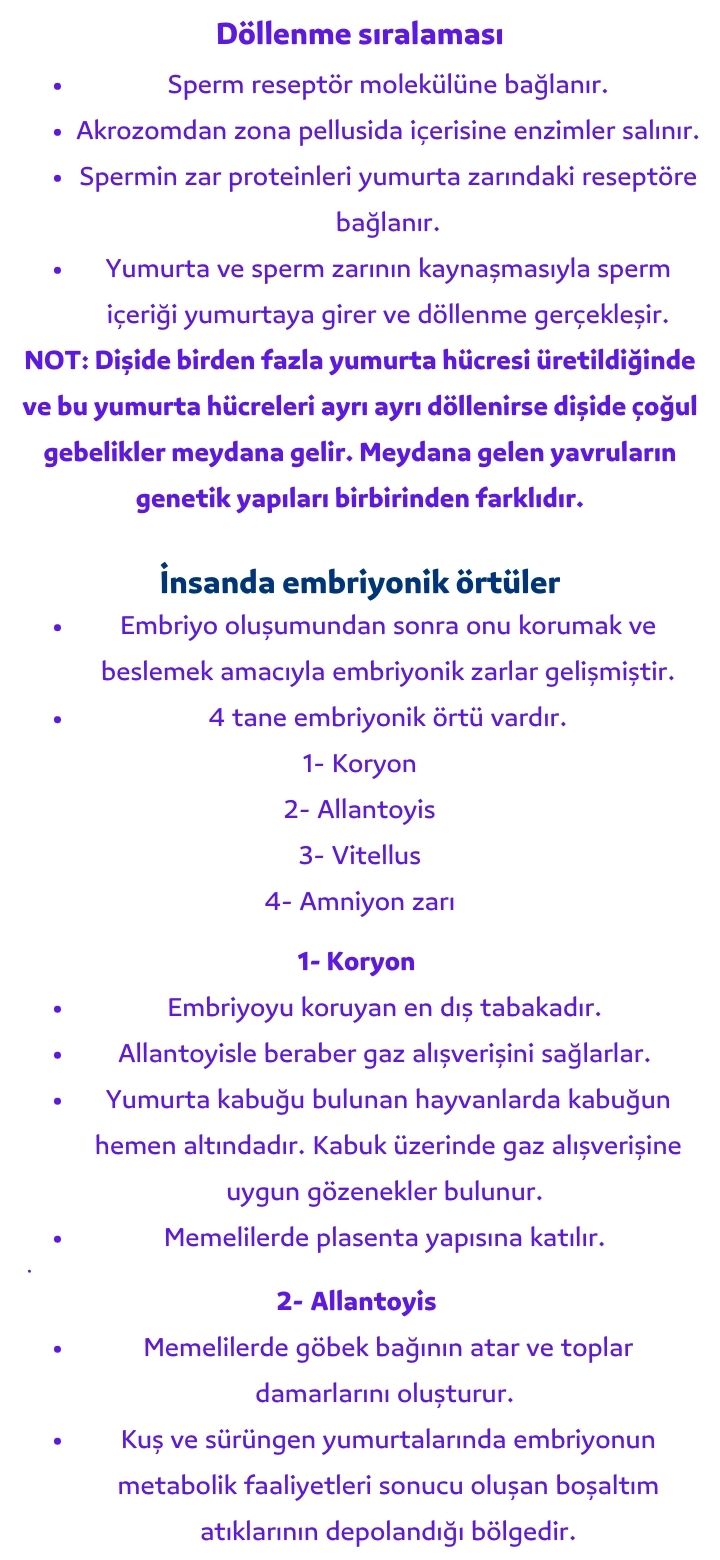 Döllenme sıralaması
• Sperm reseptör molekülüne bağlanır.
• Akrozomdan zona pellusida içerisine enzimler salınır.
• Spermin zar proteinleri yumurta zarındaki reseptöre
bağlanır.
• Yumurta ve sperm zarının kaynaşmasıyla sperm
içeriği yumurtaya girer ve döllenme gerçekleşir.
NOT: Dişide birden fazla yumurta hücresi üretildiğinde
ve bu yumurta hücreleri ayrı ayrı döllenirse dişide çoğul
gebelikler meydana gelir. Meydana gelen yavruların
genetik yapıları birbirinden farklıdır.
İnsanda embriyonik örtüler
• Embriyo oluşumundan sonra onu korumak ve
beslemek amacıyla embriyonik zarlar gelişmiştir.
• 4 tane embriyonik örtü vardır.
1- Koryon
2- Allantoyis
3- Vitellus
4- Amniyon zarı
1- Koryon
• Embriyoyu koruyan en dış tabakadır.
• Allantoyisle beraber gaz alışverişini sağlarlar.
• Yumurta kabuğu bulunan hayvanlarda kabuğun
hemen altındadır. Kabuk üzerinde gaz alışverişine
uygun gözenekler bulunur.
• Memelilerde plasenta yapısına katılır.
.
2- Allantoyis
• Memelilerde göbek bağının atar ve toplar
damarlarını oluşturur.
• Kuş ve sürüngen yumurtalarında embriyonun
metabolik faaliyetleri sonucu oluşan boşaltım
atıklarının depolandığı bölgedir.